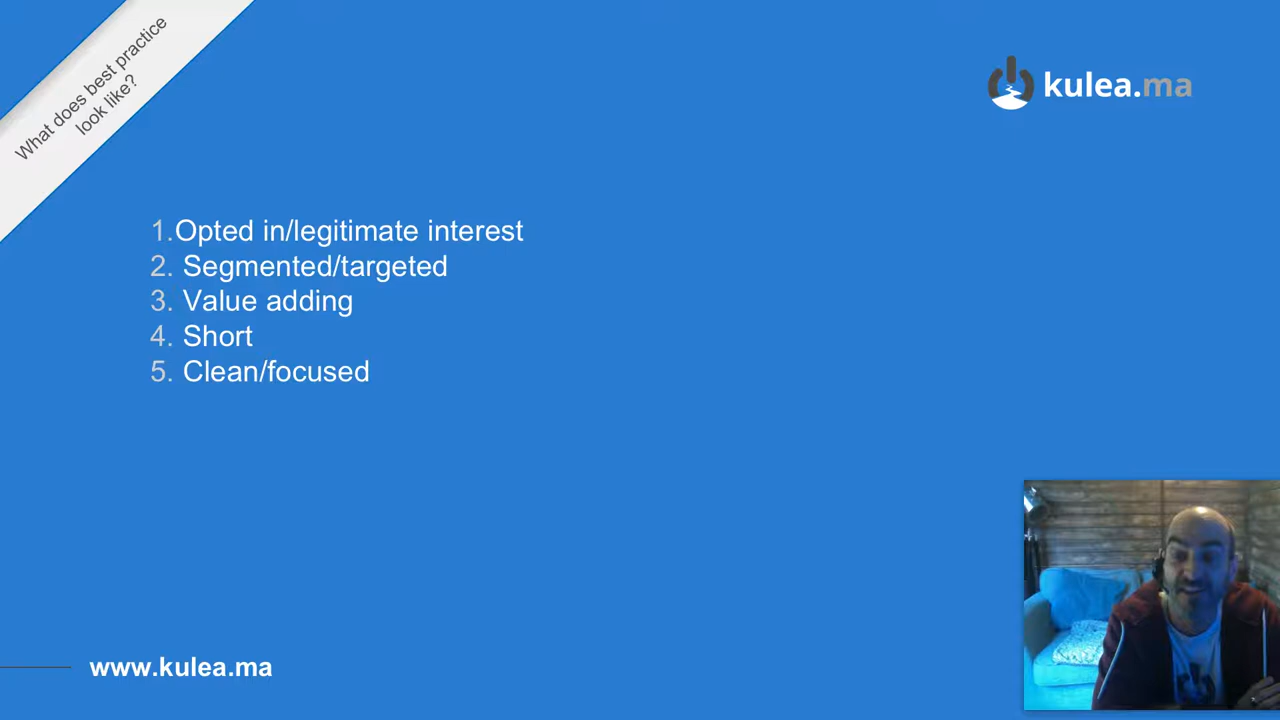 What does best practice
look like?
kulea.ma
1.Opted in/legitimate interest
2. Segmented/targeted
3. Value adding
4. Short
5. Clean/focused
www.kulea.ma